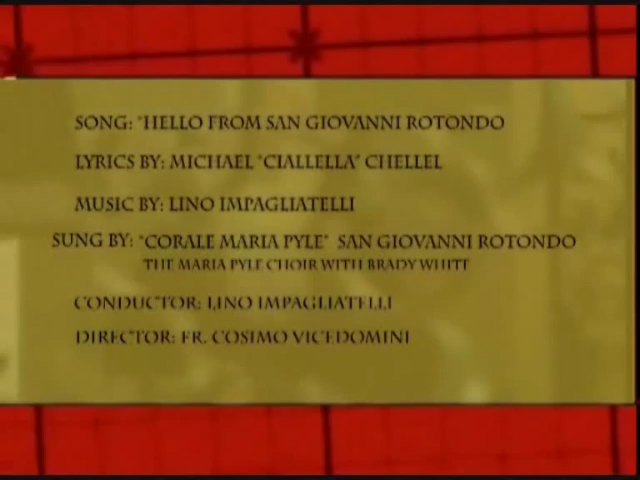 SONG: "HELLO FROM SAN GIOVANNI ROTONDO
LYRICS BY: MICHAEL "CIALLELLA" CHELLEL
MUSIC BY: LINO IMPAGLIATELLI
SUNG BY: "CORALE MARIA PYLE" SAN GIOVANNI ROTONDO
THE MARIA PYLE CHOIR WITH BRADY WHITE
CONDUCTOR: LINO IMPAGLIATELLI
DIRECTOR: FR. COSIMO VICEDOMINI